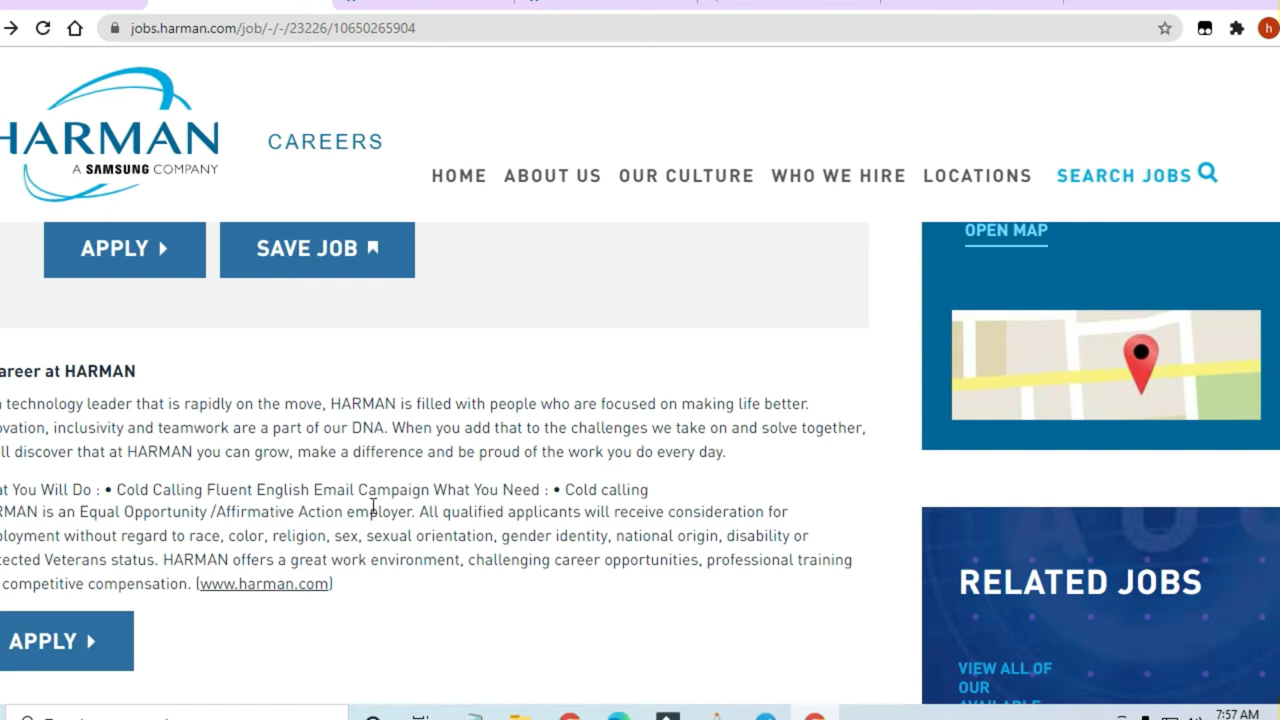 jobs.harman.com/job/-/-/23226/10650265904
h
HARMAN
A SAMSUNG COMPANY
CAREERS
HOME ABOUT US OUR CULTURE WHO WE HIRE LOCATIONS SEARCH JOBS
APPLY SAVE JOB
OPEN MAP
areer at HARMAN
technology leader that is rapidly on the move, HARMAN is filled with people who are focused on making life better.
ovation, inclusivity and teamwork are a part of our DNA. When you add that to the challenges we take on and solve together,
ll discover that at HARMAN you can grow, make a difference and be proud of the work you do every day.
at You Will Do : • Cold Calling Fluent English Email Campaign What You Need : • Cold calling
RMAN is an Equal Opportunity /Affirmative Action employer. All qualified applicants will receive consideration for
ployment without regard to race, color, religion, sex, sexual orientation, gender identity, national origin, disability or
tected Veterans status. HARMAN offers a great work environment, challenging career opportunities, professional training
competitive compensation. (www.harman.com)
APPLY
RELATED JOBS
VIEW ALL OF
OUR
AVAILABLE
7:57 AM